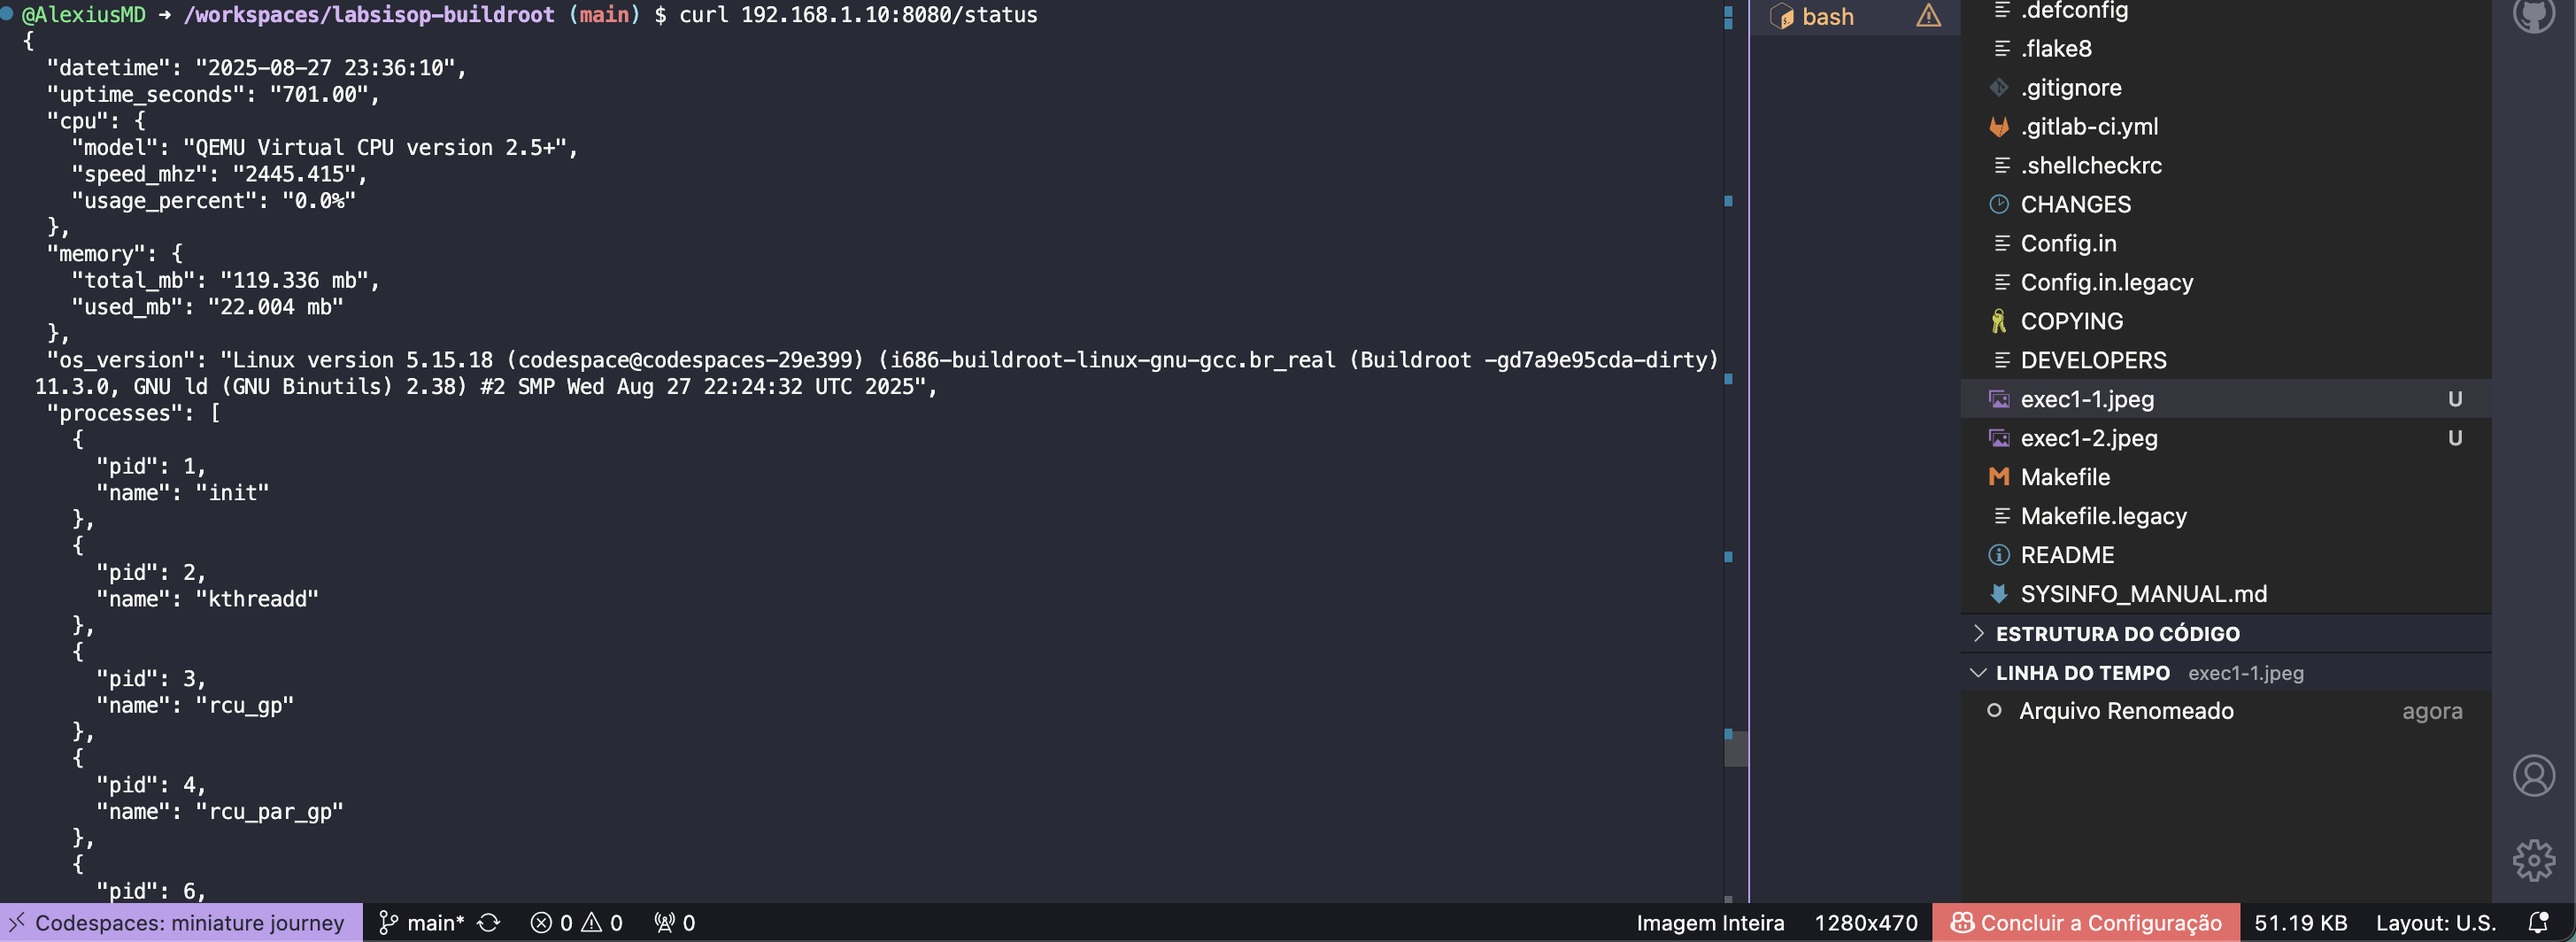 @AlexiusMD → /workspaces/labsisop-buildroot (main) $ curl 192.168.1.10:8080/status
{
  "datetime": "2025-08-27 23:36:10",
  "uptime_seconds": "701.00",
  "cpu": {
    "model": "QEMU Virtual CPU version 2.5+",
    "speed_mhz": "2445.415",
    "usage_percent": "0.0%"
  },
  "memory": {
    "total_mb": "119.336 mb",
    "used_mb": "22.004 mb"
  },
  "os_version": "Linux version 5.15.18 (codespace@codespaces-29e399) (i686-buildroot-linux-gnu-gcc.br_real (Buildroot -gd7a9e95cda-dirty)
 11.3.0, GNU ld (GNU Binutils) 2.38) #2 SMP Wed Aug 27 22:24:32 UTC 2025",
  "processes": [
    {
      "pid": 1,
      "name": "init"
    },
    {
      "pid": 2,
      "name": "kthreadd"
    },
    {
      "pid": 3,
      "name": "rcu_gp"
    },
    {
      "pid": 4,
      "name": "rcu_par_gp"
    },
    {
      "pid": 6,
bash
.defconfig
.flake8
.gitignore
.gitlab-ci.yml
.shellcheckrc
CHANGES
Config.in
Config.in.legacy
COPYING
DEVELOPERS
exec1-1.jpeg U
exec1-2.jpeg U
Makefile
Makefile.legacy
README
SYSINFO_MANUAL.md
ESTRUTURA DO CÓDIGO
LINHA DO TEMPO exec1-1.jpeg
Arquivo Renomeado agora
Codespaces: miniature journey main* 0 0 0 Imagem Inteira 1280x470 Concluir a Configuração 51.19 KB Layout: U.S.